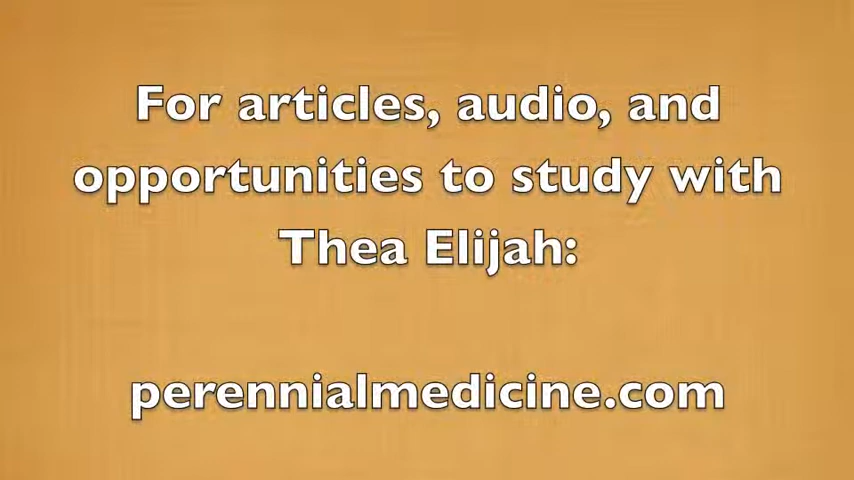 For articles, audio, and
opportunities to study with
Thea Elijah:
perennialmedicine.com